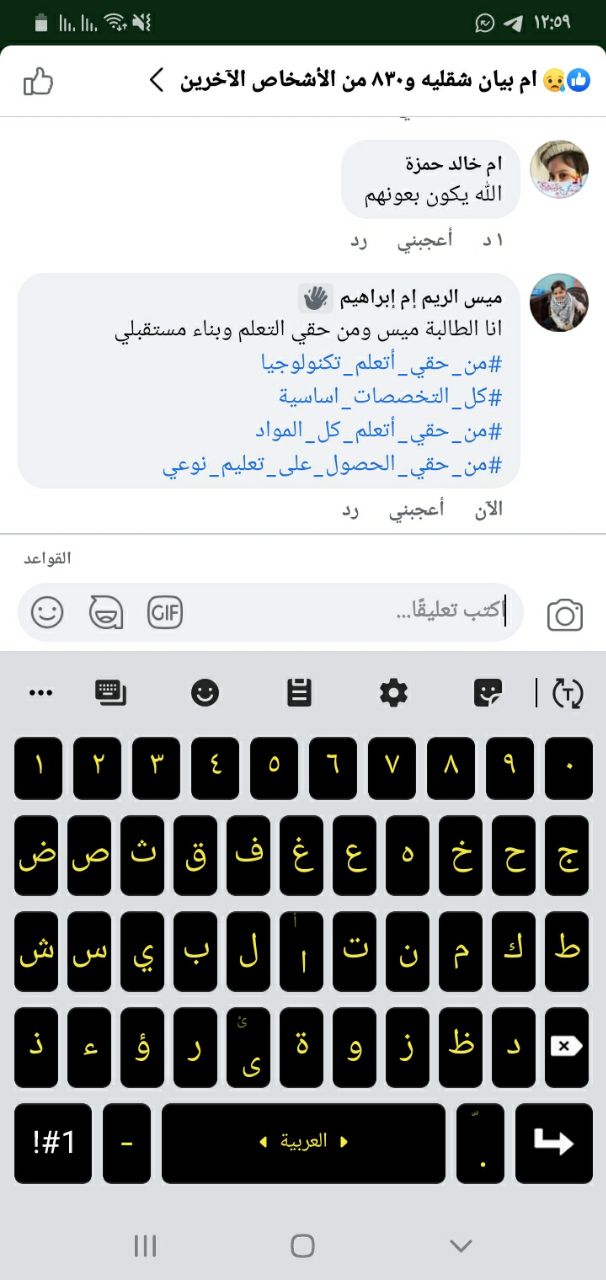 ١٢:٥٩
ام بيان شقليه و٨٣٠ من الأشخاص الآخرين
ام خالد حمزة
الله يكون بعونهم
١ د أعجبني رد
ميس الريم إم إبراهيم
انا الطالبة ميس ومن حقي التعلم وبناء مستقبلي
#من_حقي_أتعلم_تكنولوجيا
#كل_التخصصات_اساسية
#من_حقي_أتعلم_كل_المواد
#من_حقي_الحصول_على_تعليم_نوعي
الآن أعجبني رد
القواعد
اكتب تعليقًا...
GIF
T
١ ٢ ٣ ٤ ٥ ٦ ٧ ٨ ٩ ٠
ض ص ث ق ف غ ع ه خ ح ج
ش س ي ب ل ا أ ت ن م ك ط
ذ ء ؤ ر ى ئ ة و ز ظ د
!#1 - العربية .